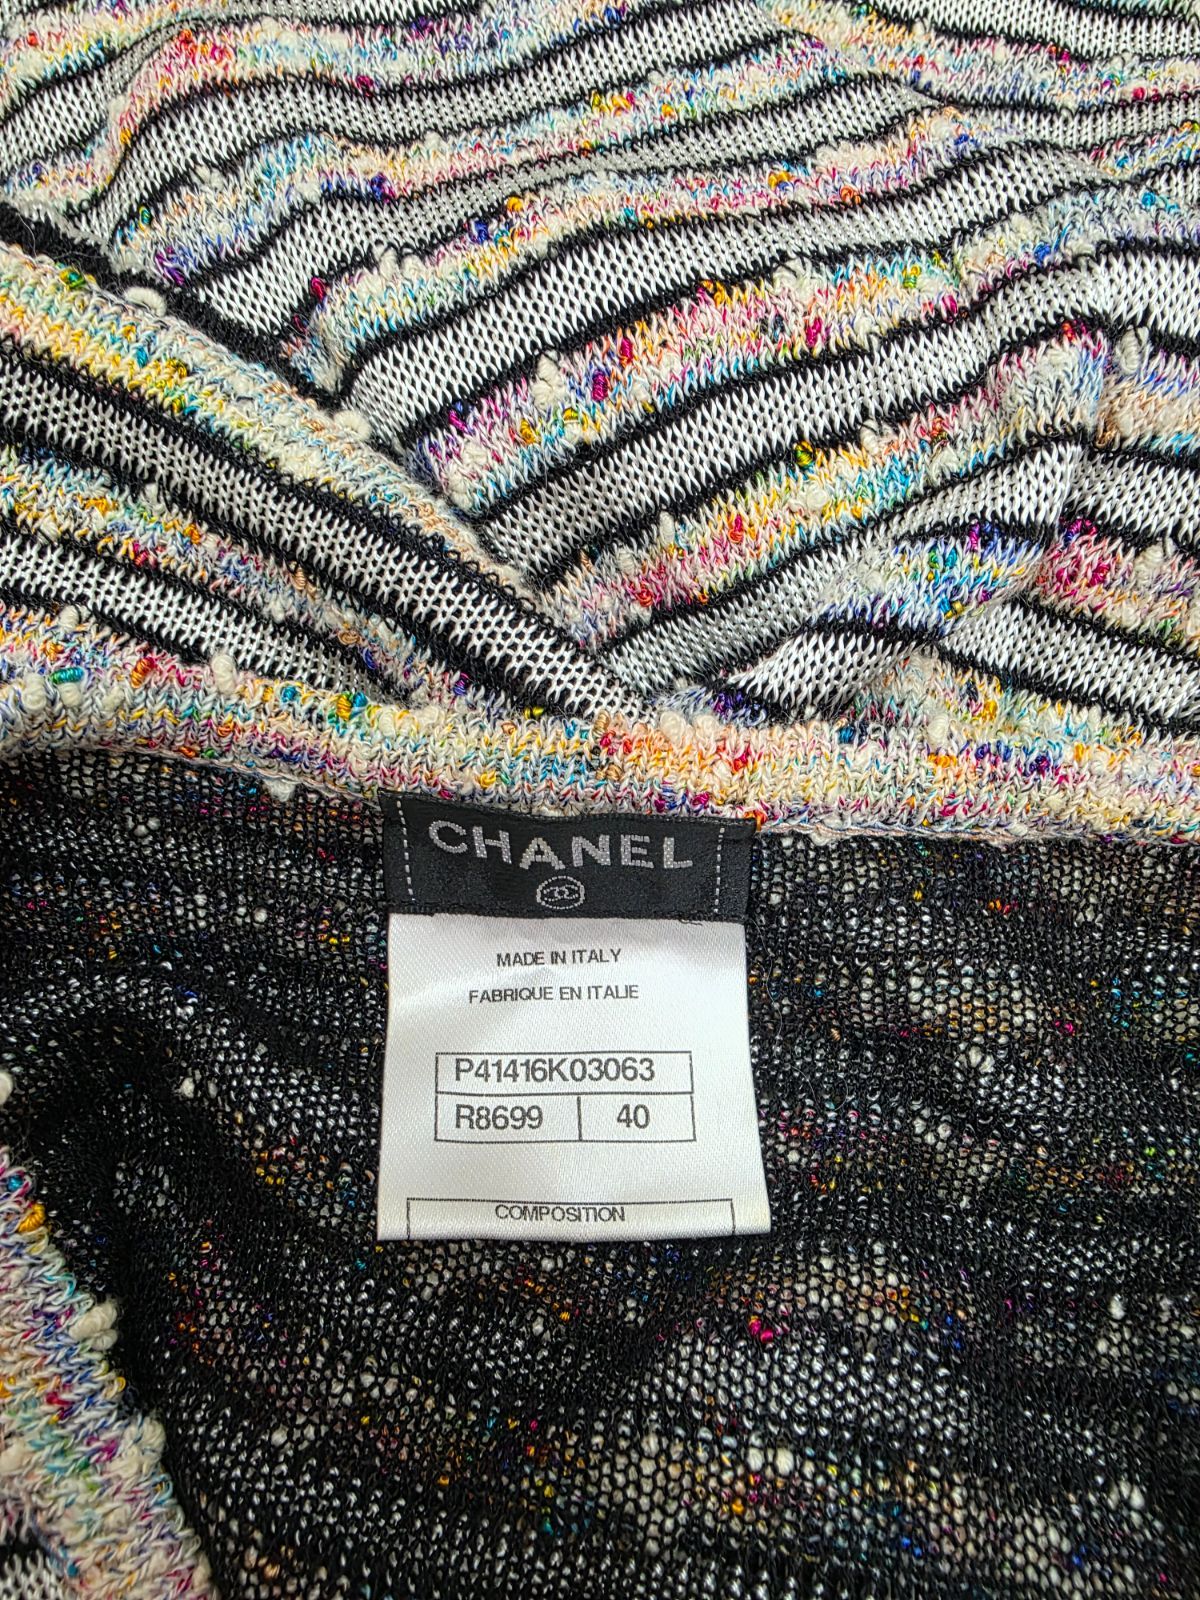 CHANEL
MADE IN ITALY
FABRIQUE EN ITALIE
P41416K03063
R8699 40
COMPOSITION